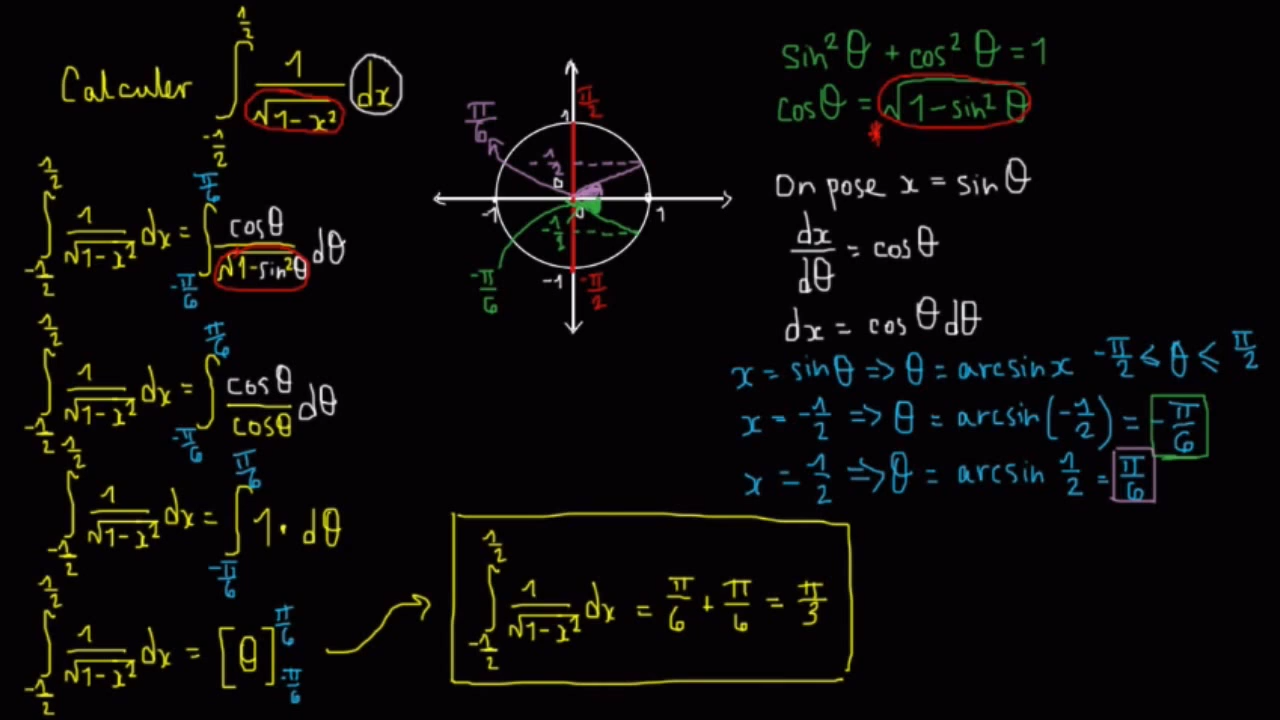 Calculer ∫_{-1/2}^{1/2} 1/√(1-x²) dx
∫_{-1/2}^{1/2} 1/√(1-x²) dx = ∫_{-π/6}^{π/6} cosθ/√(1-sin²θ) dθ
∫_{-1/2}^{1/2} 1/√(1-x²) dx = ∫_{-π/6}^{π/6} cosθ/cosθ dθ
∫_{-1/2}^{1/2} 1/√(1-x²) dx = ∫_{-π/6}^{π/6} 1· dθ
∫_{-1/2}^{1/2} 1/√(1-x²) dx = [θ]_{-π/6}^{π/6}
π/2
1
π/6
-1/2
0
-1
1
-π/6
-1
-π/2
sin²θ + cos²θ = 1
cosθ = √(1-sin²θ)
*
On pose x = sinθ
dx/dθ = cosθ
dx = cosθ dθ
x = sinθ => θ = arcsin x -π/2 ≤ θ ≤ π/2
x = -1/2 => θ = arcsin(-1/2) = -π/6
x = 1/2 => θ = arcsin 1/2 = π/6
∫_{-1/2}^{1/2} 1/√(1-x²) dx = π/6 + π/6 = π/3